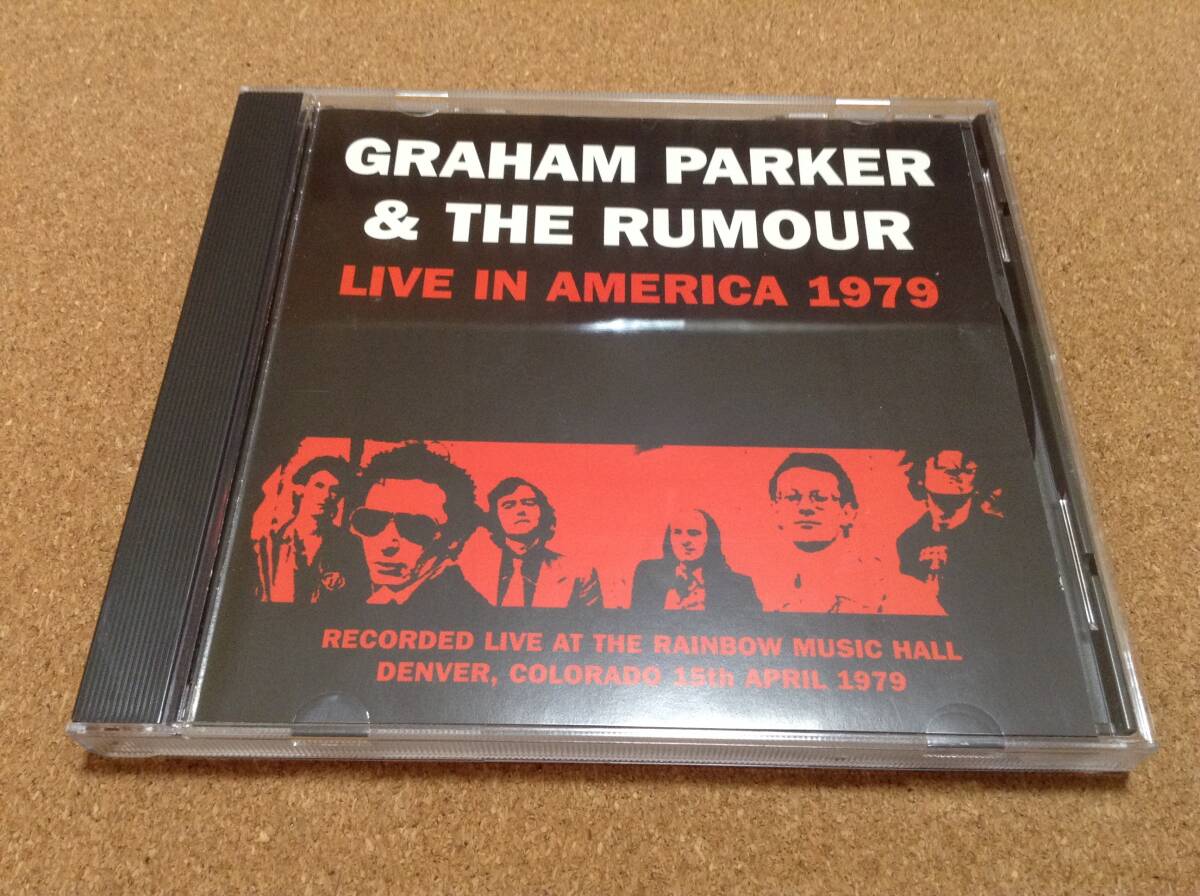 GRAHAM PARKER
& THE RUMOUR
LIVE IN AMERICA 1979
RECORDED LIVE AT THE RAINBOW MUSIC HALL
DENVER, COLORADO 15th APRIL 1979